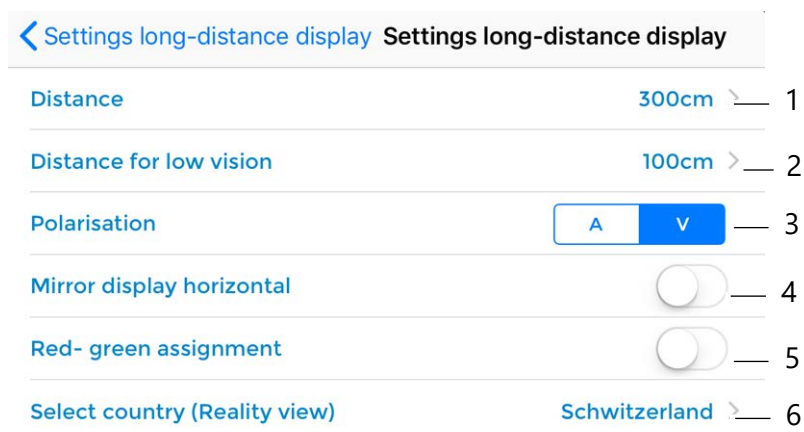 Settings long-distance display Settings long-distance display
Distance 300cm 1
Distance for low vision 100cm 2
Polarisation A V 3
Mirror display horizontal 4
Red- green assignment 5
Select country (Reality view) Schwitzerland 6